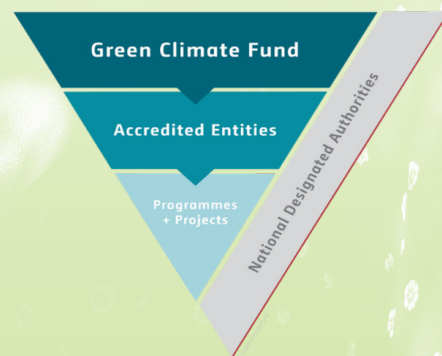 Green Climate Fund
Accredited Entities
Programmes
+ Projects
National Designated Authorities